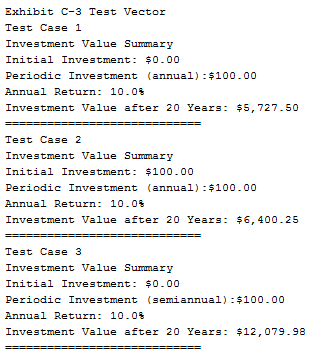 Exhibit C-3 Test Vector
Test Case 1
Investment Value Summary
Initial Investment: $0.00
Periodic Investment (annual):$100.00
Annual Return: 10.0%
Investment Value after 20 Years: $5,727.50
============================
Test Case 2
Investment Value Summary
Initial Investment: $100.00
Periodic Investment (annual):$100.00
Annual Return: 10.0%
Investment Value after 20 Years: $6,400.25
============================
Test Case 3
Investment Value Summary
Initial Investment: $0.00
Periodic Investment (semiannual):$100.00
Annual Return: 10.0%
Investment Value after 20 Years: $12,079.98
============================